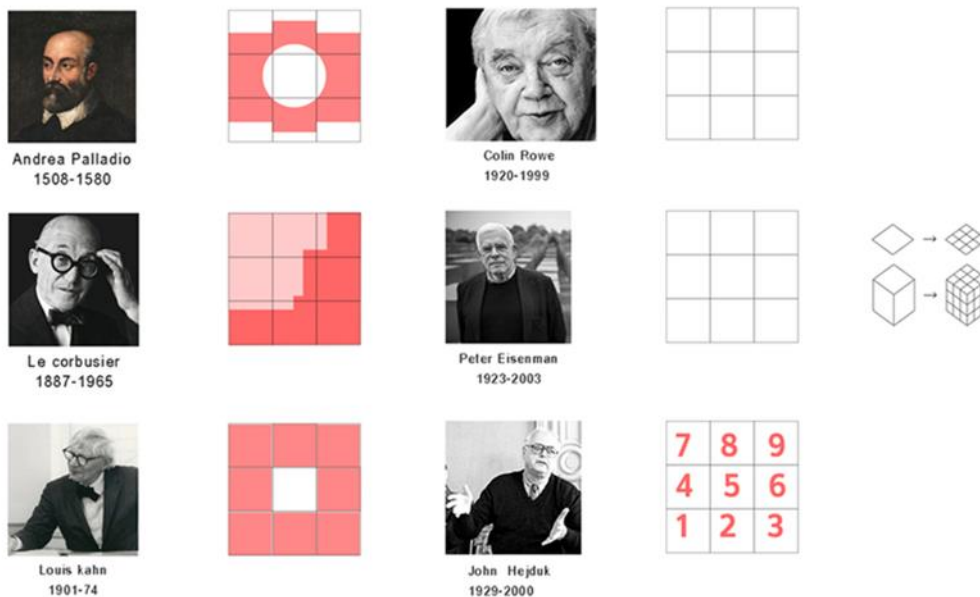 Andrea Palladio
1508-1580
Colin Rowe
1920-1999
Le corbusier
1887-1965
Peter Eisenman
1923-2003
Louis kahn
1901-74
John Hejduk
1929-2000
7 8 9
4 5 6
1 2 3